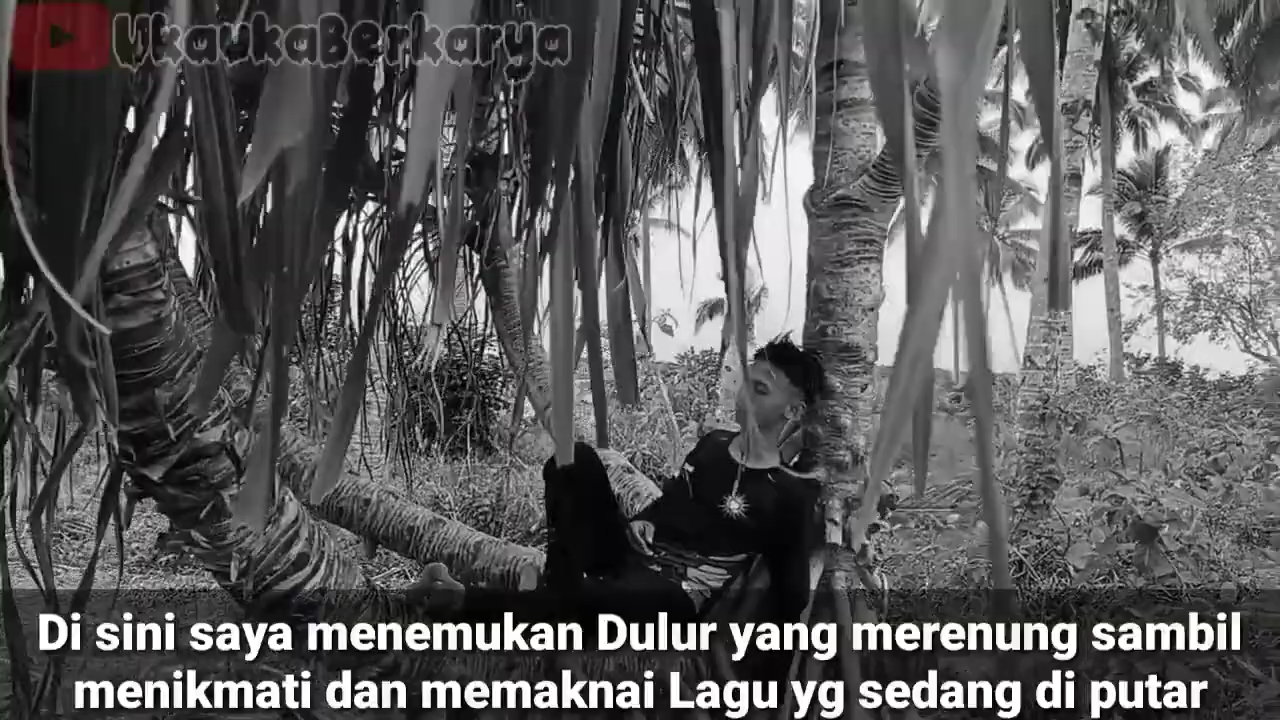 UkaukaBerkarya
Di sini saya menemukan Dulur yang merenung sambil
menikmati dan memaknai Lagu yg sedang di putar